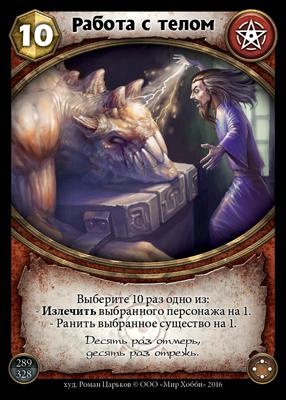 10
Работа с телом
Выберите 10 раз одно из:
- Излечить выбранного персонажа на 1.
- Ранить выбранное существо на 1.
Десять раз отмерь,
десять раз отрежь.
289
328
худ. Роман Царьков © ООО «Мир Хобби» 2016